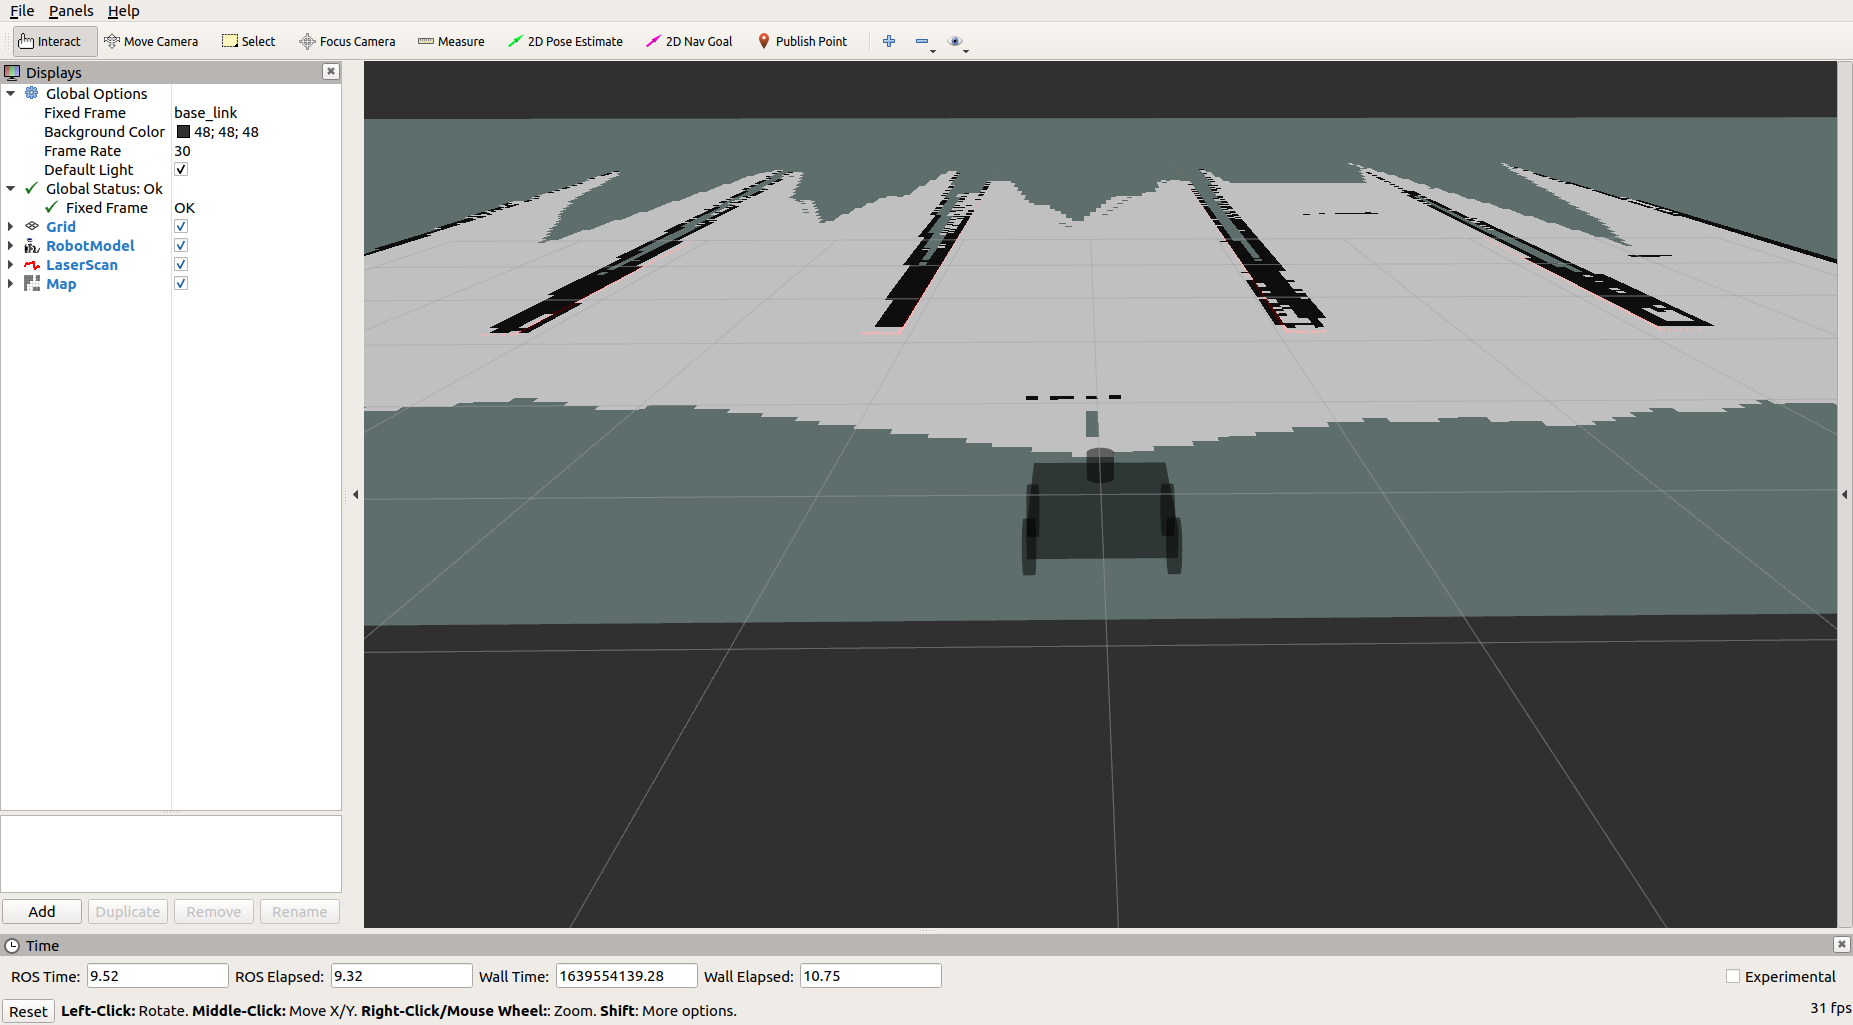 File Panels Help
Interact Move Camera Select Focus Camera Measure 2D Pose Estimate 2D Nav Goal Publish Point
Displays
Global Options
Fixed Frame base_link
Background Color 48; 48; 48
Frame Rate 30
Default Light
Global Status: Ok
Fixed Frame OK
Grid
RobotModel
LaserScan
Map
Add Duplicate Remove Rename
Time
ROS Time: 9.52 ROS Elapsed: 9.32 Wall Time: 1639554139.28 Wall Elapsed: 10.75 Experimental
Reset Left-Click: Rotate. Middle-Click: Move X/Y. Right-Click/Mouse Wheel:: Zoom. Shift: More options. 31 fps